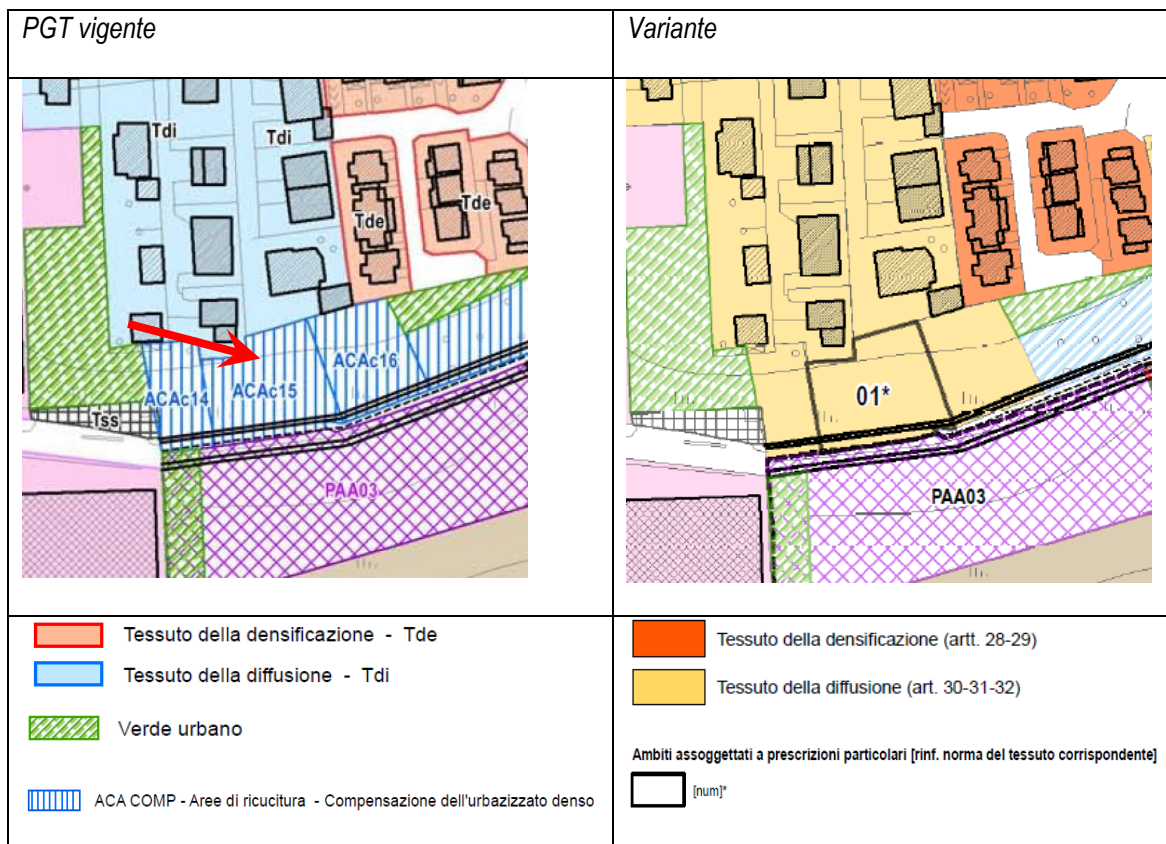 PGT vigente
Variante
Tdi
Tdi
Tde
Tde
ACAc16
ACAc15
ACAc14
Tss
PAA03
01*
PAA03
Tessuto della densificazione - Tde
Tessuto della diffusione - Tdi
Verde urbano
ACA COMP - Aree di ricucitura - Compensazione dell'urbazizzato denso
Tessuto della densificazione (artt. 28-29)
Tessuto della diffusione (art. 30-31-32)
Ambiti assoggettati a prescrizioni particolari [rinf. norma del tessuto corrispondente]
[num]*